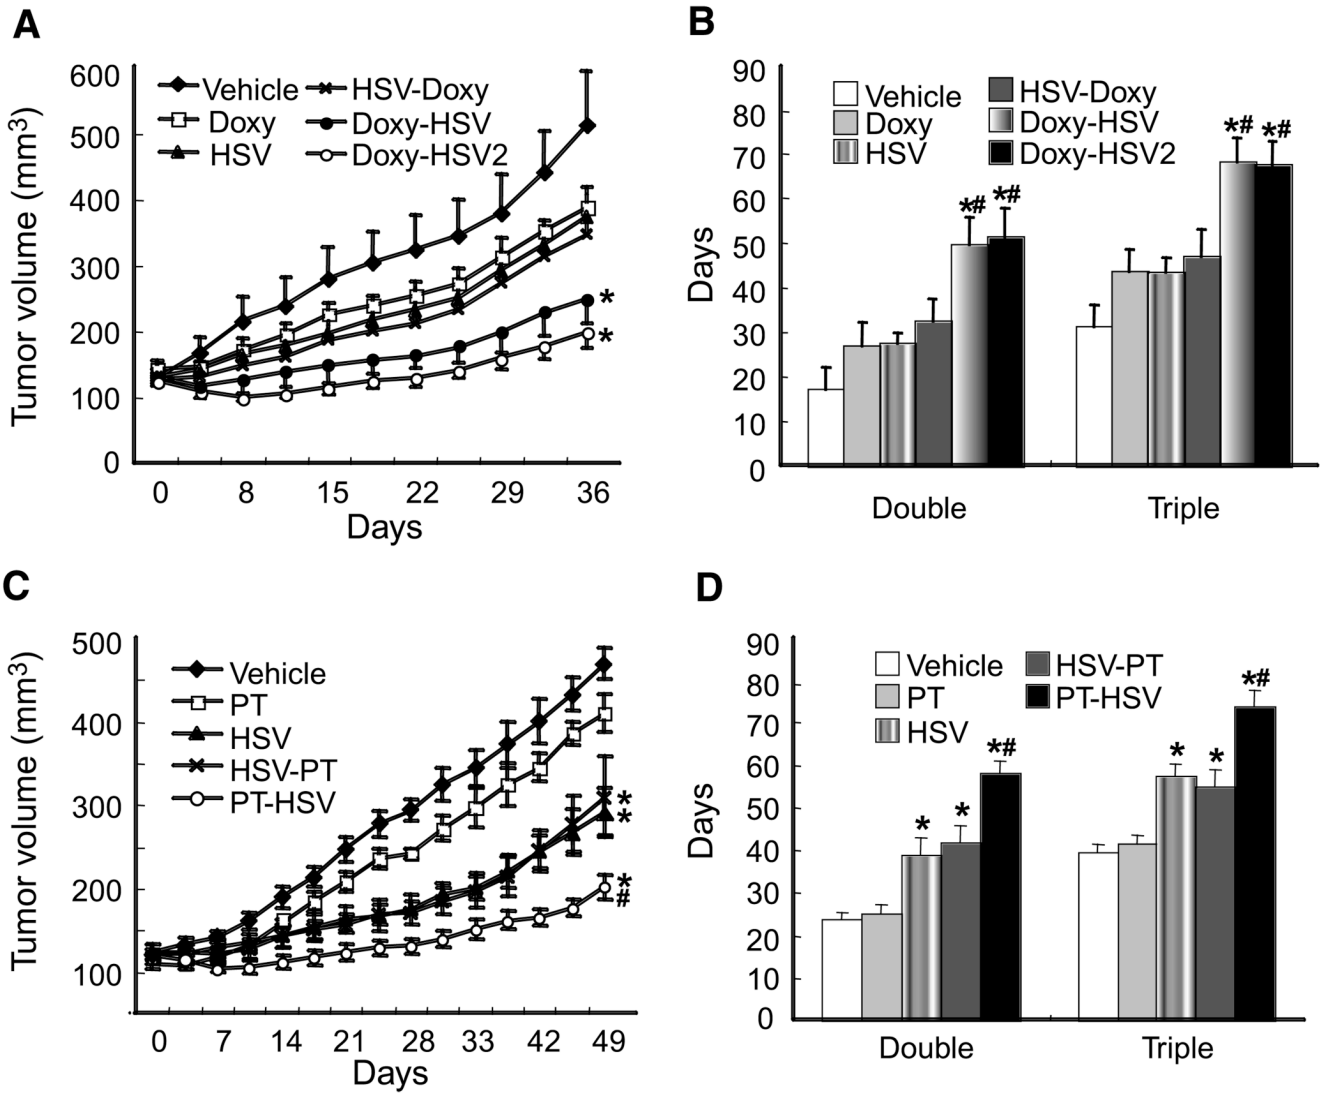 A
Tumor volume (mm³)
600
500
400
300
200
100
0
Vehicle
Doxy
HSV
HSV-Doxy
Doxy-HSV
Doxy-HSV2
*
*
0 8 15 22 29 36
Days
B
Days
90
80
70
60
50
40
30
20
10
0
Vehicle
Doxy
HSV
HSV-Doxy
Doxy-HSV
Doxy-HSV2
*# *#
*# *#
Double Triple
C
Tumor volume (mm³)
500
400
300
200
100
Vehicle
PT
HSV
HSV-PT
PT-HSV
*
*
*
#
0 7 14 21 28 33 42 49
Days
D
Days
90
80
70
60
50
40
30
20
10
0
Vehicle
PT
HSV
HSV-PT
PT-HSV
* * *#
* * *#
Double Triple